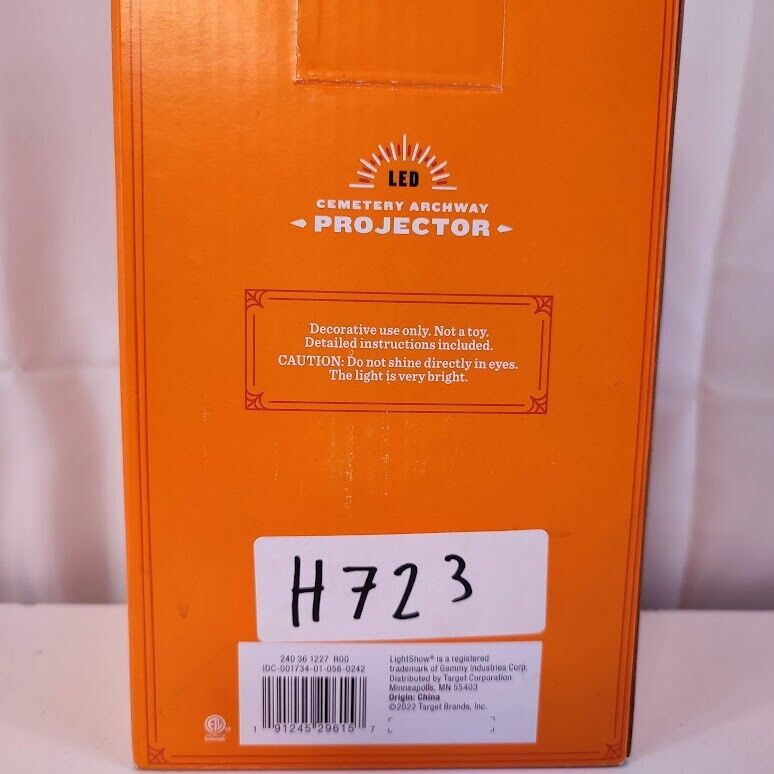 LED
CEMETERY ARCHWAY
PROJECTOR
Decorative use only. Not a toy.
Detailed instructions included.
CAUTION: Do not shine directly in eyes.
The light is very bright.
H723
240 36 1227 R00
IDC-001734-01-056-0242
1 91245 29615 7
LightShow® is a registered
trademark of Gemmy Industries Corp.
Distributed by Target Corporation
Minneapolis, MN 55403
Origin: China
©2022 Target Brands, Inc.
ETL
Intertek